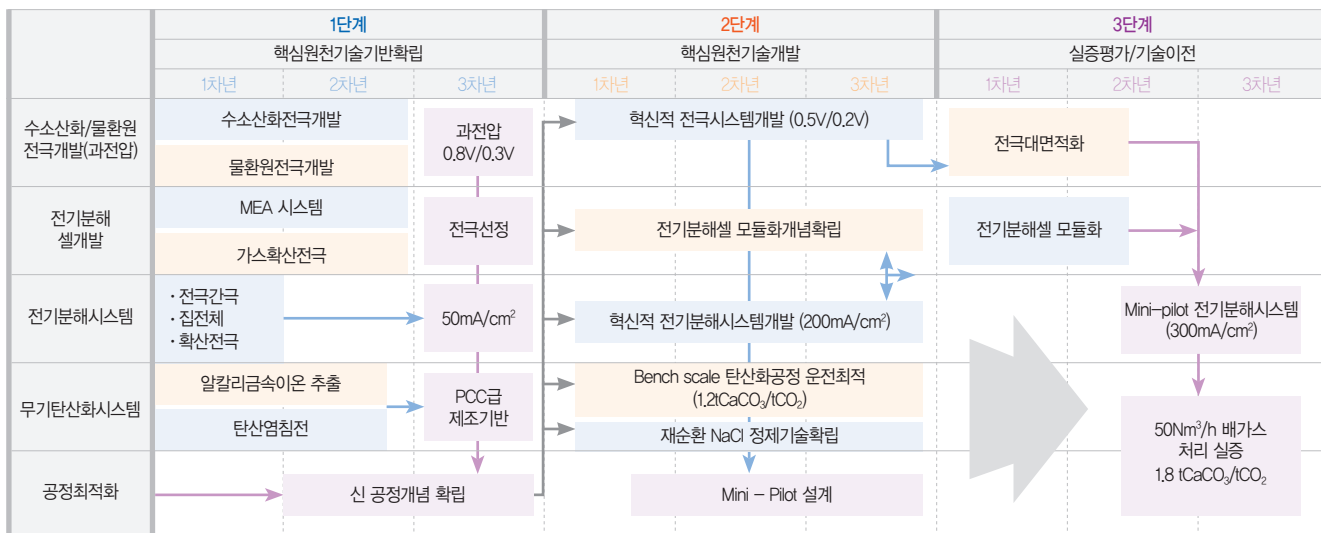 1단계
2단계
3단계
핵심원천기술기반확립
핵심원천기술개발
실증평가/기술이전
1차년
2차년
3차년
1차년
2차년
3차년
1차년
2차년
3차년
수소산화/물환원
전극개발(과전압)
수소산화전극개발
물환원전극개발
과전압
0.8V/0.3V
혁신적 전극시스템개발 (0.5V/0.2V)
전극대면적화
전기분해
셀개발
MEA 시스템
가스확산전극
전극선정
전기분해셀 모듈화개념확립
전기분해셀 모듈화
전기분해시스템
· 전극간극
· 집전체
· 확산전극
50mA/cm²
혁신적 전기분해시스템개발 (200mA/cm²)
Mini-pilot 전기분해시스템
(300mA/cm²)
무기탄산화시스템
알칼리금속이온 추출
탄산염침전
PCC급
제조기반
Bench scale 탄산화공정 운전최적
(1.2tCaCO₃/tCO₂)
재순환 NaCl 정제기술확립
50Nm³/h 배가스
처리 실증
1.8 tCaCO₃/tCO₂
공정최적화
신 공정개념 확립
Mini - Pilot 설계